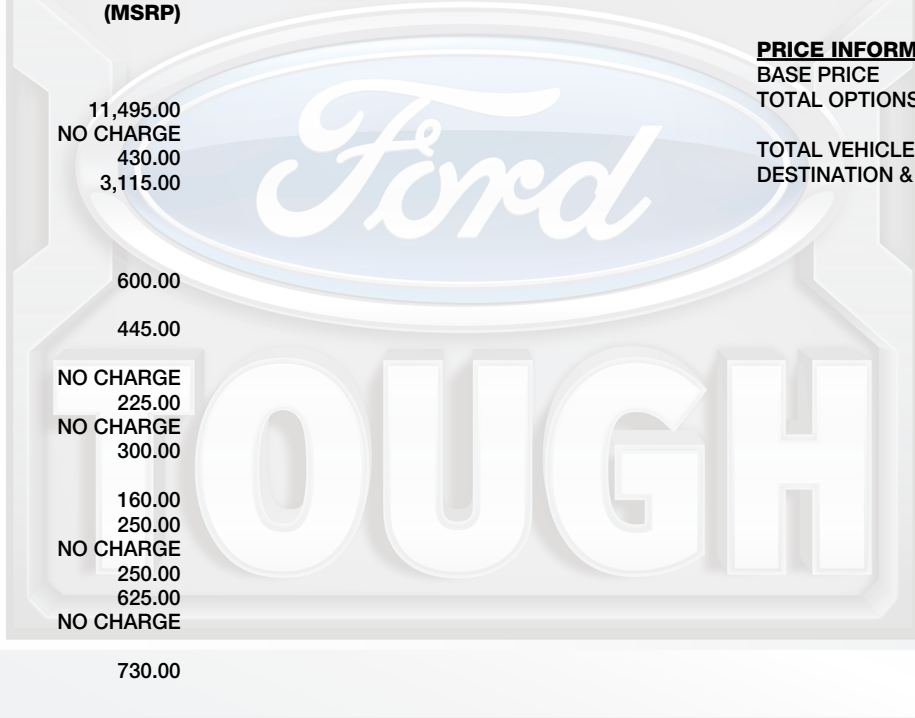 (MSRP)
11,495.00
NO CHARGE
430.00
3,115.00
600.00
445.00
NO CHARGE
225.00
NO CHARGE
300.00
160.00
250.00
NO CHARGE
250.00
625.00
NO CHARGE
730.00
PRICE INFORM
BASE PRICE
TOTAL OPTIONS
TOTAL VEHICLE
DESTINATION &
Ford
TOUGH